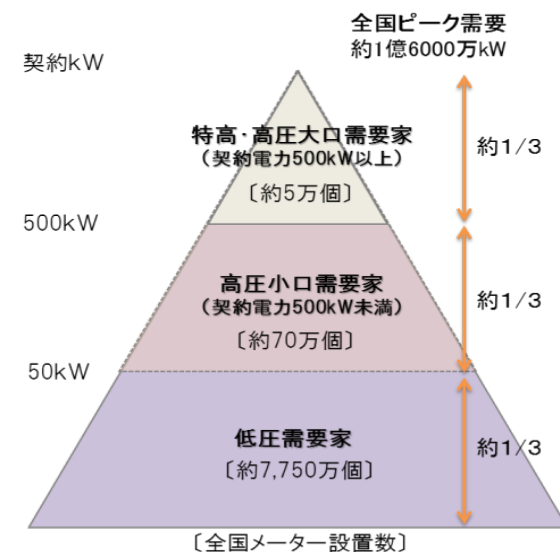 全国ピーク需要
約1億6000万kW
契約kW
特高・高圧大口需要家
(契約電力500kW以上)
〔約5万個〕
約1/3
500kW
高圧小口需要家
(契約電力500kW未満)
〔約70万個〕
約1/3
50kW
低圧需要家
〔約7,750万個〕
約1/3
〔全国メーター設置数〕